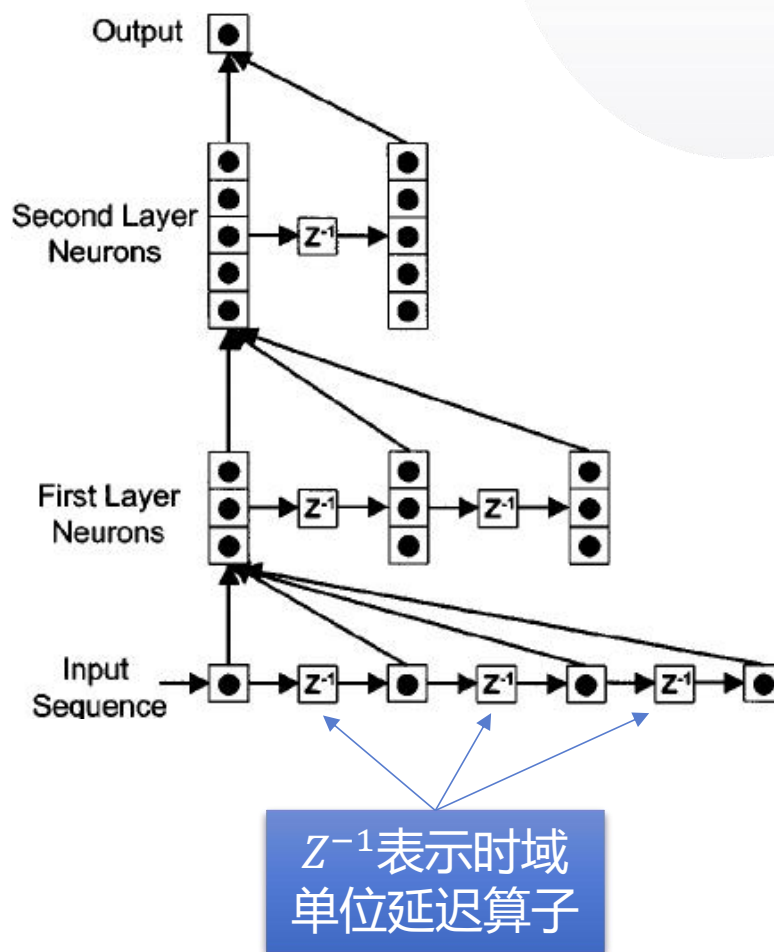 Output
Second Layer
Neurons
Z⁻¹
First Layer
Neurons
Z⁻¹
Z⁻¹
Input
Sequence
Z⁻¹
Z⁻¹
Z⁻¹
Z⁻¹表示时域
单位延迟算子